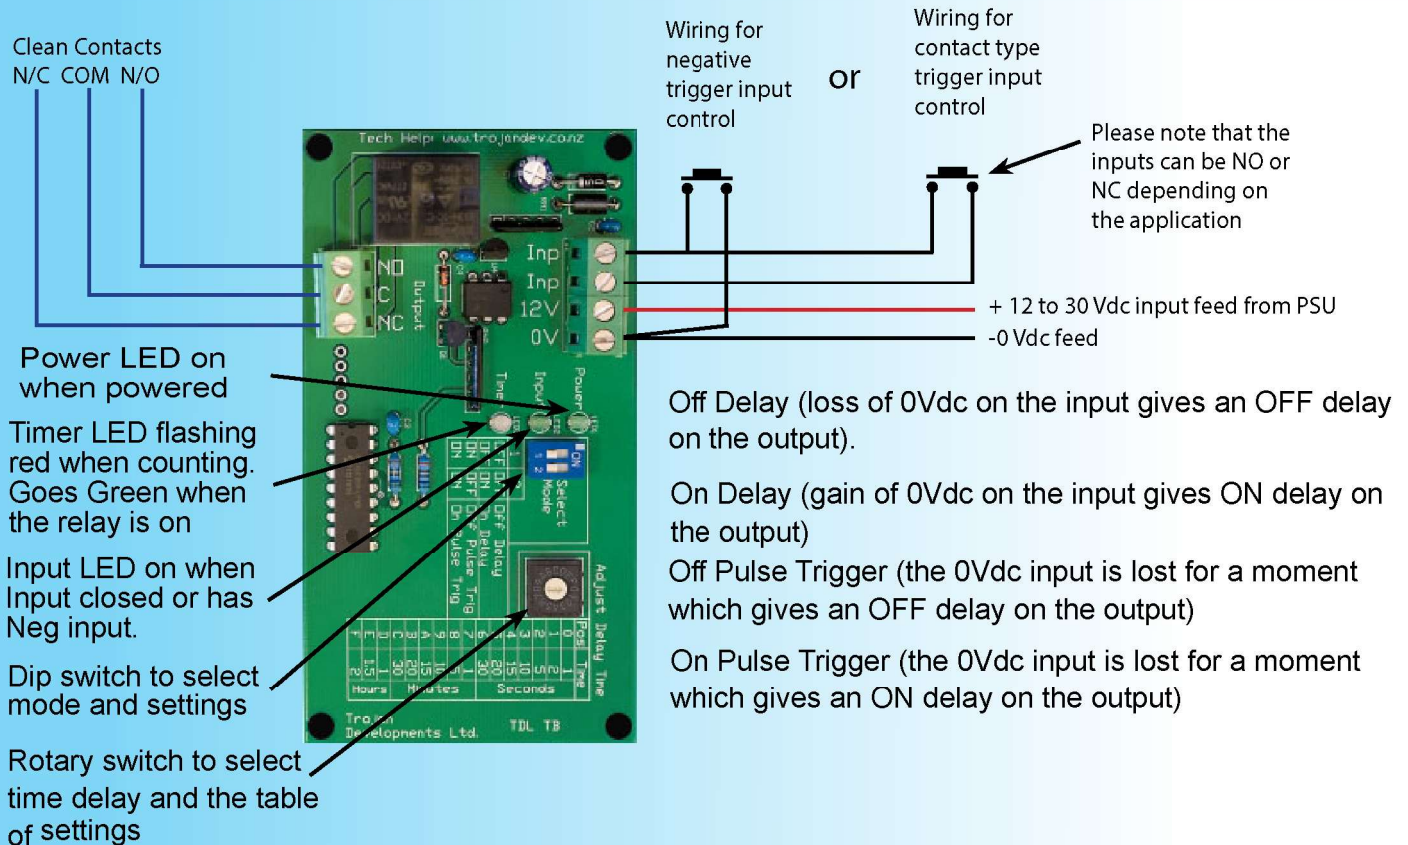 Clean Contacts
N/C COM N/O
Wiring for
negative
trigger input
control
or
Wiring for
contact type
trigger input
control
Please note that the
inputs can be NO or
NC depending on
the application
Tech Help: www.trojandev.co.nz
NO
C
NC
Output
Inp
Inp
12V
0V
+ 12 to 30 Vdc input feed from PSU
-0 Vdc feed
Power LED on
when powered
Timer LED flashing
red when counting.
Goes Green when
the relay is on
Input LED on when
Input closed or has
Neg input.
Dip switch to select
mode and settings
Rotary switch to select
time delay and the table
of settings
Timer
Input
Power
ON
1 2
Select
Mode
Off Delay
On Delay
Off Pulse Trig
On Pulse Trig
Adjust Delay Time
Pos Time
Seconds
Minutes
Hours
Trojan
Developments Ltd.
TDL TB
Off Delay (loss of 0Vdc on the input gives an OFF delay
on the output).
On Delay (gain of 0Vdc on the input gives ON delay on
the output)
Off Pulse Trigger (the 0Vdc input is lost for a moment
which gives an OFF delay on the output)
On Pulse Trigger (the 0Vdc input is lost for a moment
which gives an ON delay on the output)